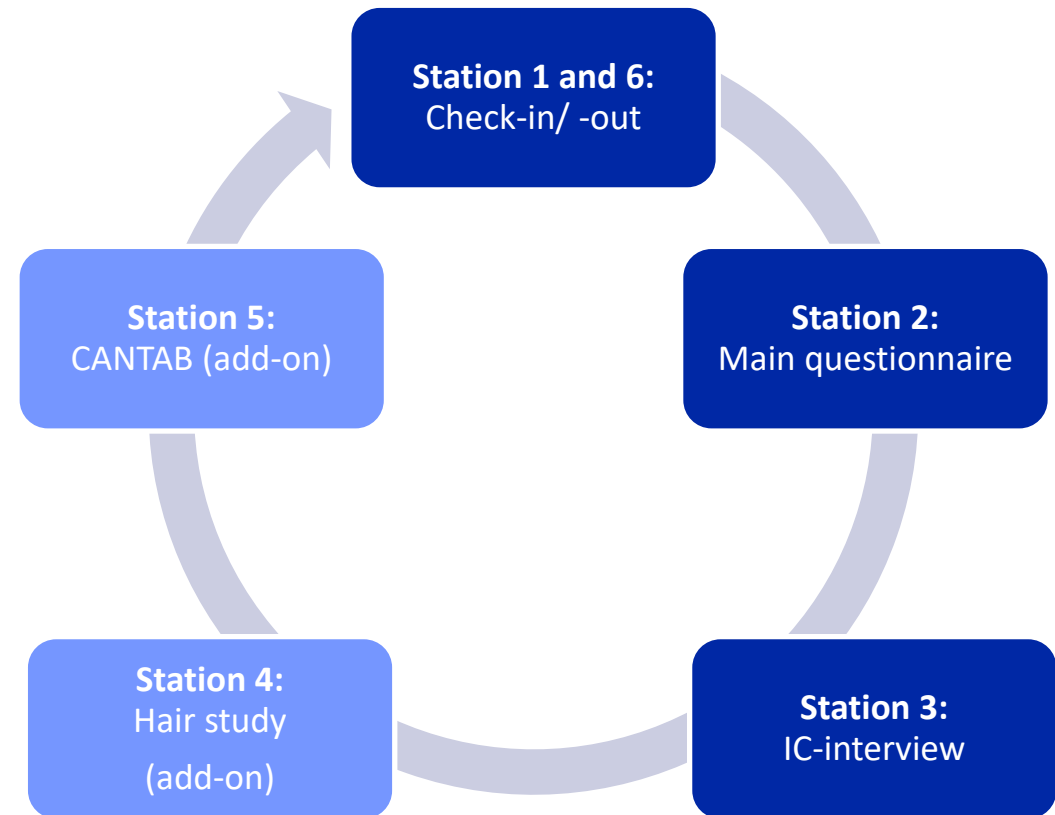 Station 1 and 6:
Check-in/ -out
Station 2:
Main questionnaire
Station 3:
IC-interview
Station 4:
Hair study
(add-on)
Station 5:
CANTAB (add-on)